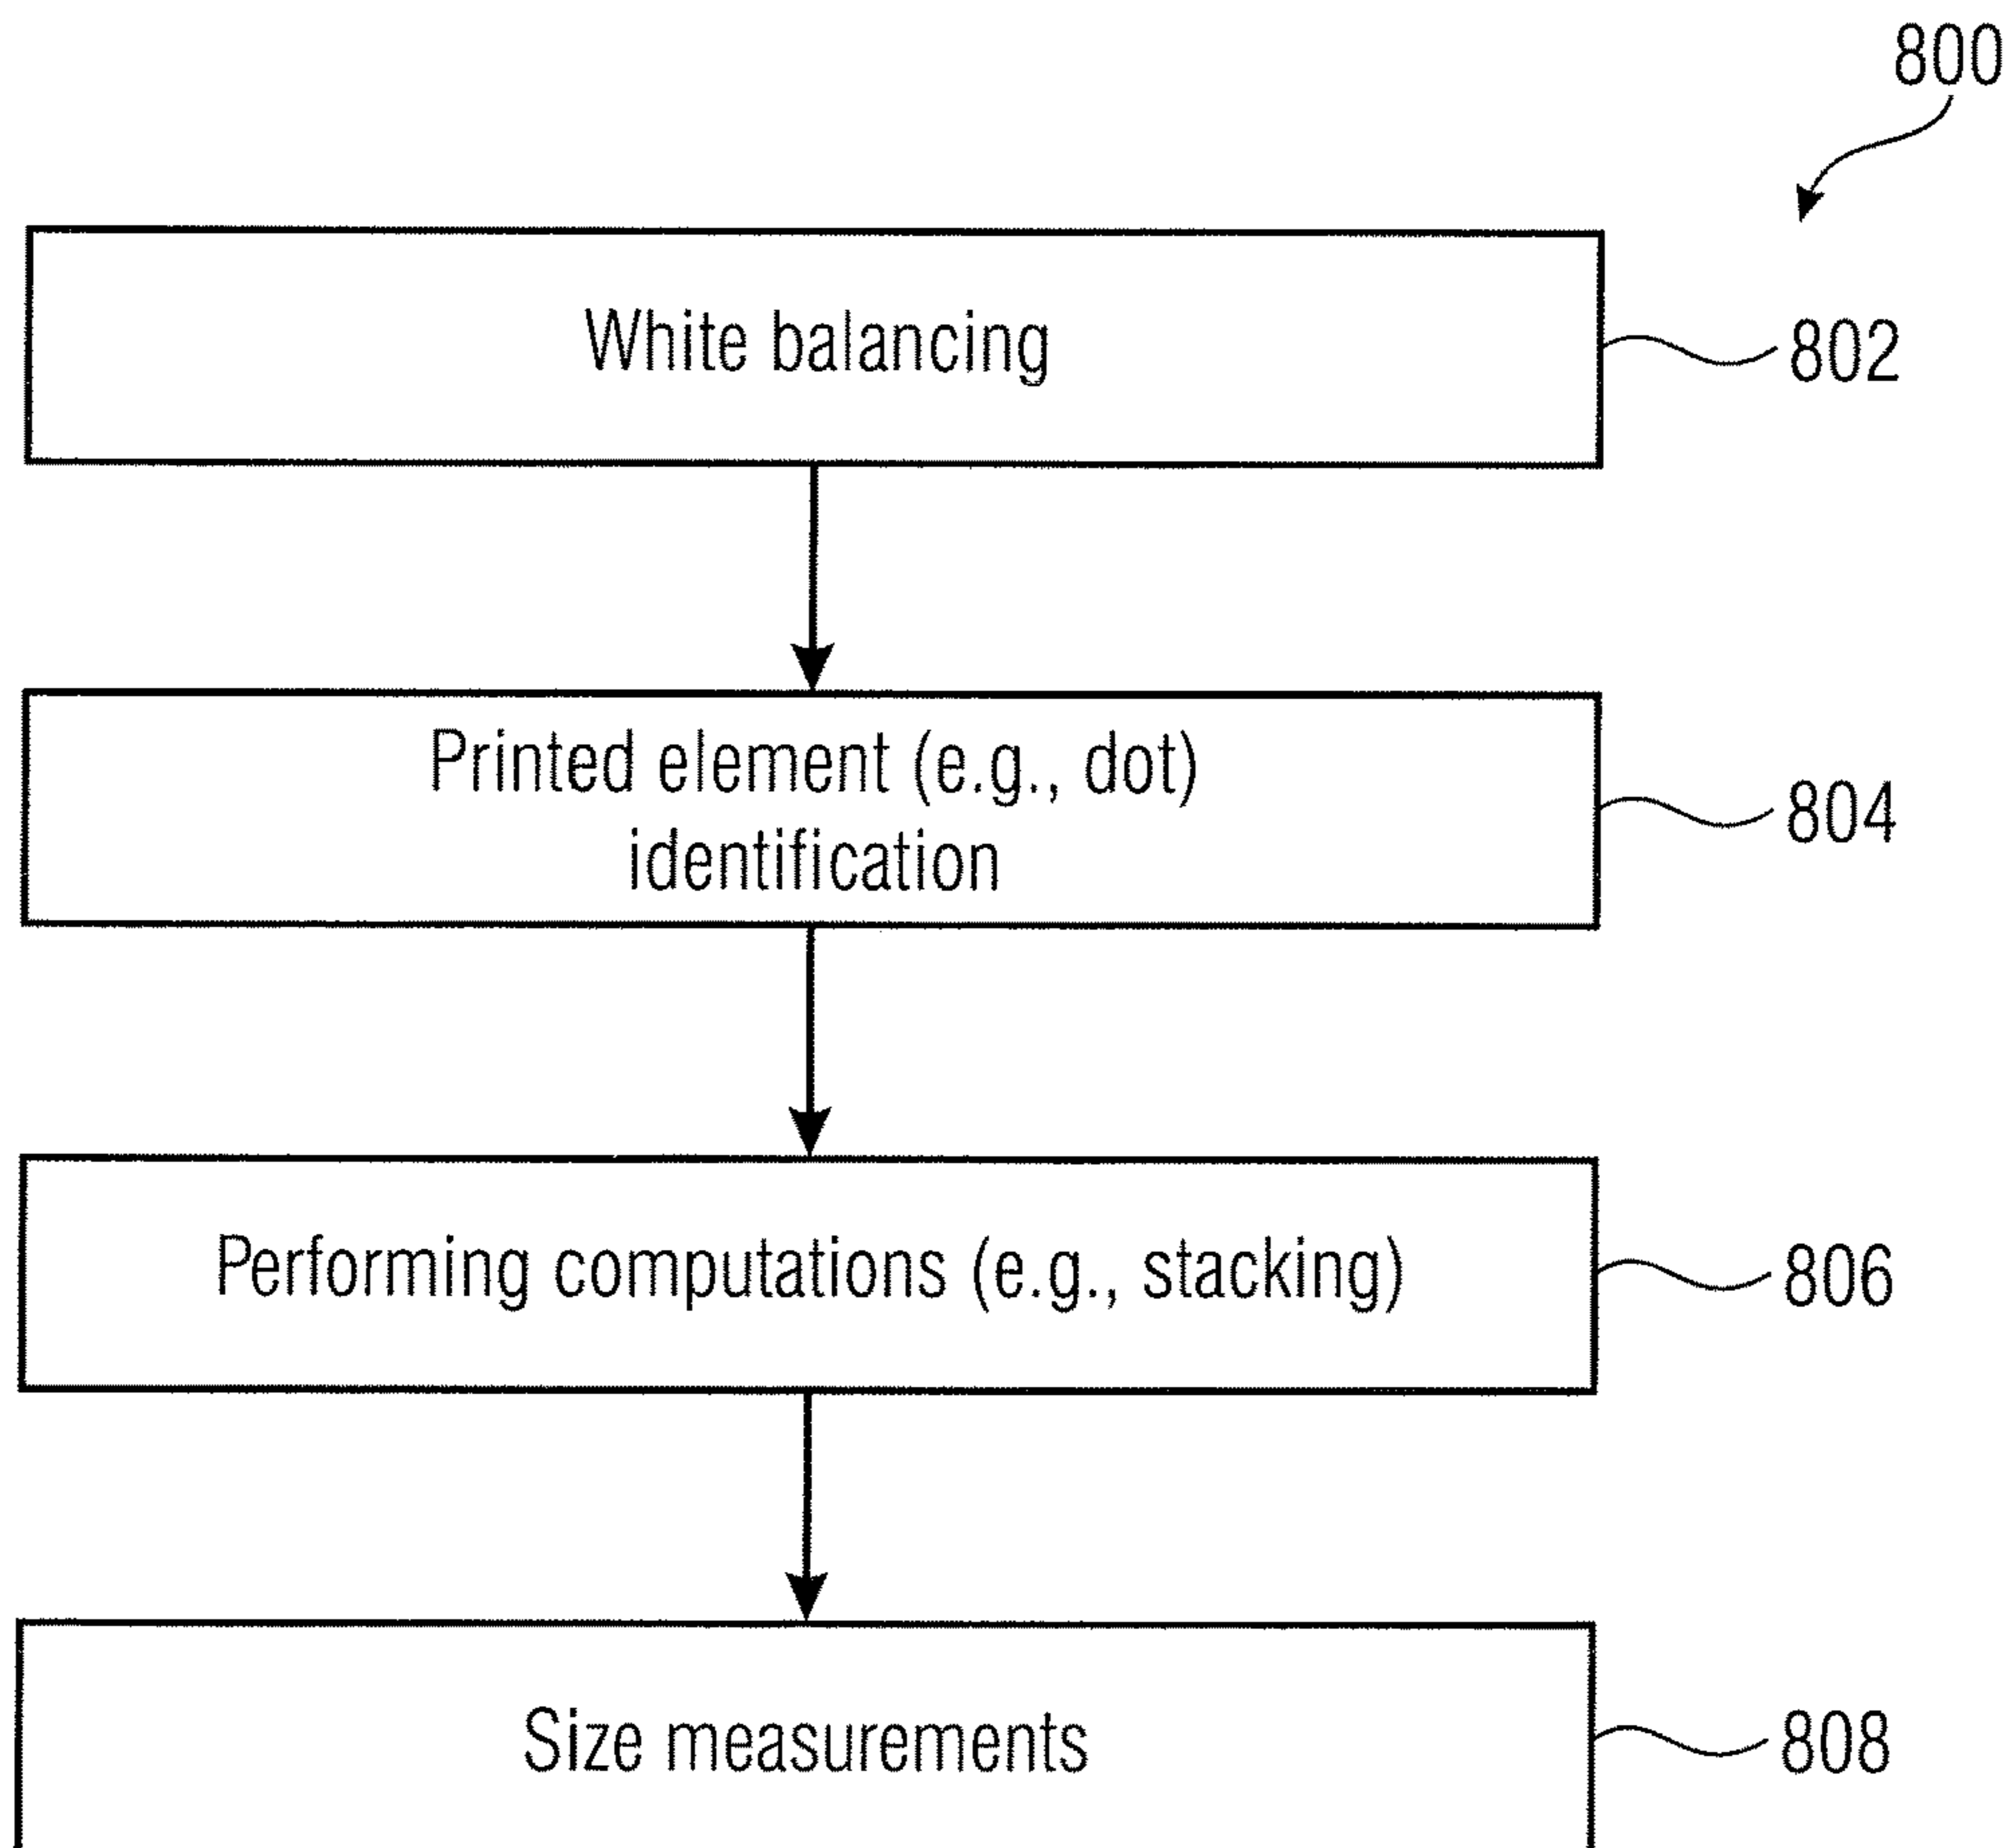 800
White balancing
802
Printed element (e.g., dot)
identification
804
Performing computations (e.g., stacking)
806
Size measurements
808